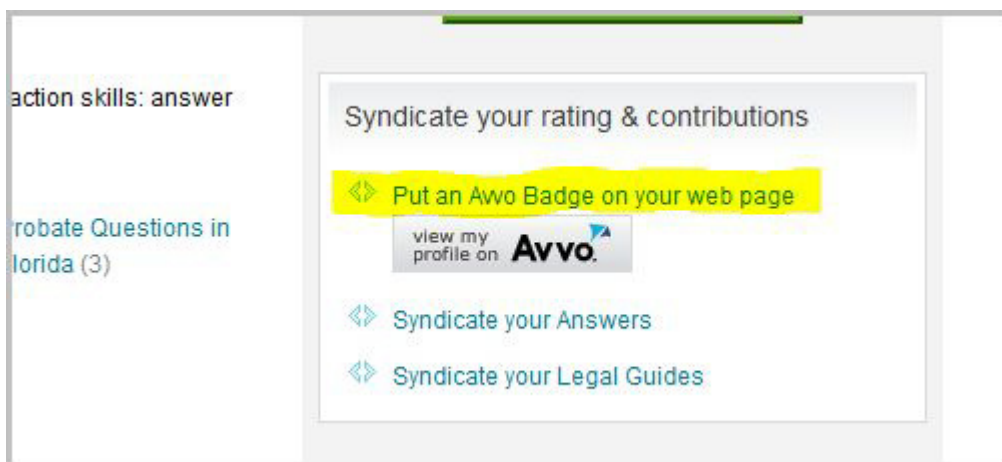 action skills: answer
robate Questions in
lorida (3)
Syndicate your rating & contributions
Put an Avvo Badge on your web page
view my
profile on Avvo.
Syndicate your Answers
Syndicate your Legal Guides